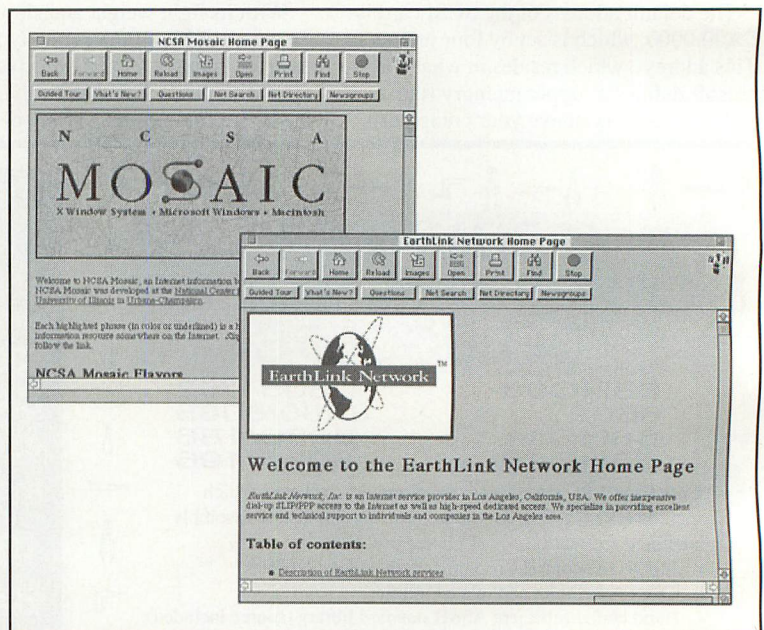 NCSA Mosaic Home Page
Back Forward Home Reload Images Open Print Find Stop
Guided Tour What's New? Questions Net Search Net Directory Newsgroups
N C S A
MOSAIC
X Window System • Microsoft Windows • Macintosh
Welcome to NCSA Mosaic, an Internet information b
NCSA Mosaic was developed at the National Center
University of Illinois in Urbana-Champaign.
Each highlighted phrase (in color or underlined) is a h
information resource somewhere on the Internet.
follow the link.
NCSA Mosaic Flavors
EarthLink Network Home Page
Back Forward Home Reload Images Open Print Find Stop
Guided Tour What's New? Questions Net Search Net Directory Newsgroups
EarthLink Network
TM
Welcome to the EarthLink Network Home Page
EarthLink Network, Inc. is an Internet service provider in Los Angeles, California, USA. We offer inexpensive
dial-up SLIP/PPP access to the Internet as well as high-speed dedicated access. We specialize in providing excellent
service and technical support to individuals and companies in the Los Angeles area.
Table of contents:
• Description of EarthLink Network services